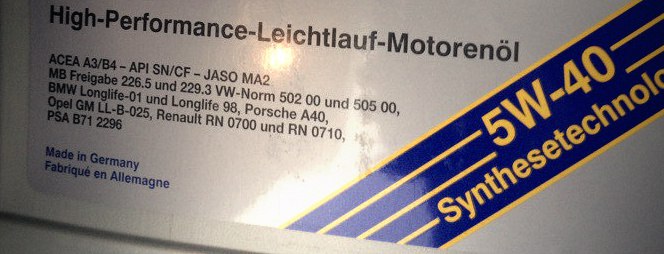 High-Performance-Leichtlauf-Motorenöl
ACEA A3/B4 – API SN/CF – JASO MA2
MB Freigabe 226.5 und 229.3 VW-Norm 502 00 und 505 00,
BMW Longlife-01 und Longlife 98, Porsche A40,
Opel GM LL-B-025, Renault RN 0700 und RN 0710,
PSA B71 2296
Made in Germany
Fabriqué en Allemagne
5W-40
Synthesetechnolo